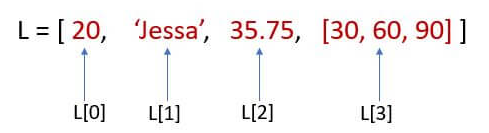 L = [ 20, ‘Jessa’, 35.75, [30, 60, 90] ]
L[0] L[1] L[2] L[3]